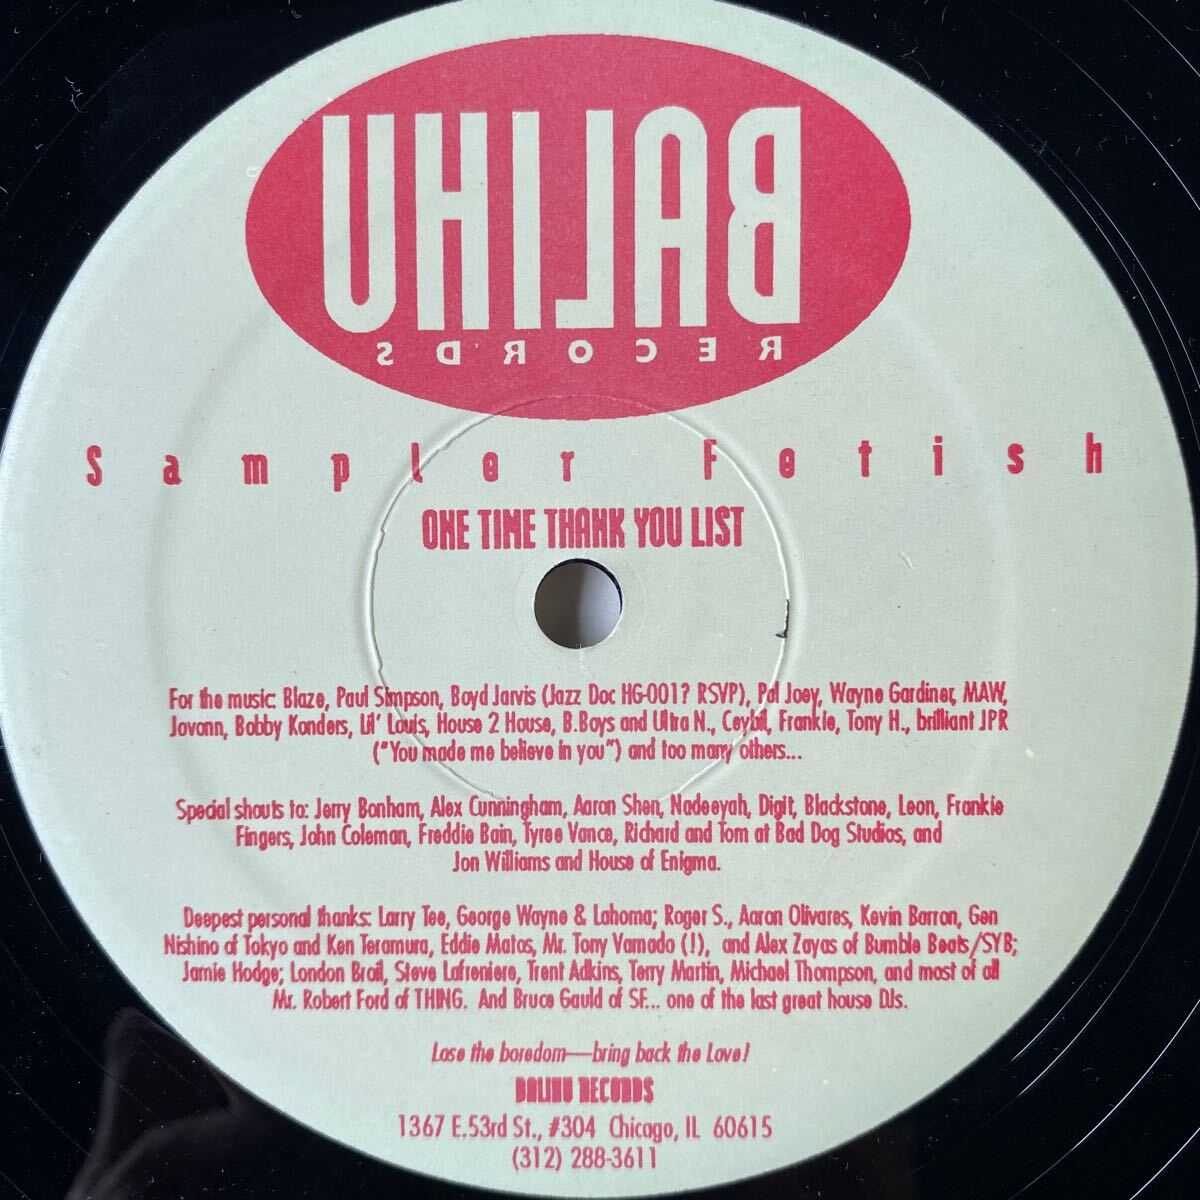 BALIHU
RECORDS
Sampler Fetish
ONE TIME THANK YOU LIST
For the music: Blaze, Paul Simpson, Boyd Jarvis (Jazz Doc HG-001? RSVP), Pal Joey, Wayne Gardiner, MAW,
Jovonn, Bobby Konders, Lil' Louis, House 2 House, B.Boys and Ultra N., Ceybil, Frankie, Tony H., brilliant JPR
("You made me believe in you") and too many others...
Special shouts to: Jerry Bonham, Alex Cunningham, Aaron Shen, Nadeeyah, Digit, Blackstone, Leon, Frankie
Fingers, John Coleman, Freddie Bain, Tyree Vance, Richard and Tom at Bad Dog Studios, and
Jon Williams and House of Enigma.
Deepest personal thanks: Larry Tee, George Wayne & Lahoma; Roger S., Aaron Olivares, Kevin Barron, Gen
Nishino of Tokyo and Ken Teramura, Eddie Matos, Mr. Tony Vamado (!), and Alex Zayas of Bumble Beats/SYB;
Jamie Hodge; London Broil, Steve Lafreniere, Trent Adkins, Terry Martin, Michael Thompson, and most of all
Mr. Robert Ford of THING. And Bruce Gauld of SF... one of the last great house DJs.
Lose the boredom—bring back the Love!
BALIHU RECORDS
1367 E.53rd St., #304 Chicago, IL 60615
(312) 288-3611